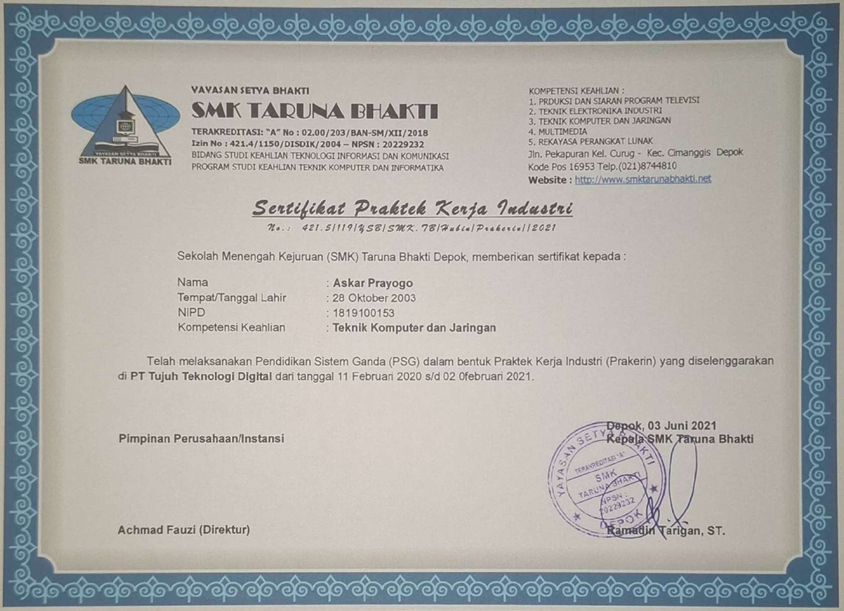 YAYASAN SETYA BHAKTI
SMK TARUNA BHAKTI
TERAKREDITASI: "A" No : 02.00/203/BAN-SM/XII/2018
Izin No : 421.4/1150/DISDIK/2004 – NPSN : 20229232
BIDANG STUDI KEAHLIAN TEKNOLOGI INFORMASI DAN KOMUNIKASI
PROGRAM STUDI KEAHLIAN TEKNIK KOMPUTER DAN INFORMATIKA
YAYASAN SETYA BHAKTI
SMK TARUNA BHAKTI
KOMPETENSI KEAHLIAN :
1. PRDUKSI DAN SIARAN PROGRAM TELEVISI
2. TEKNIK ELEKTRONIKA INDUSTRI
3. TEKNIK KOMPUTER DAN JARINGAN
4. MULTIMEDIA
5. REKAYASA PERANGKAT LUNAK
Jln. Pekapuran Kel. Curug - Kec. Cimanggis Depok
Kode Pos 16953 Telp.(021)8744810
Website : http://www.smktarunabhakti.net
Sertifikat Praktek Kerja Industri
No.: 421.5/119/YSB/SMK.TB/Hubin/Prakerin//2021
Sekolah Menengah Kejuruan (SMK) Taruna Bhakti Depok, memberikan sertifikat kepada :
Nama : Askar Prayogo
Tempat/Tanggal Lahir : 28 Oktober 2003
NIPD : 1819100153
Kompetensi Keahlian : Teknik Komputer dan Jaringan
Telah melaksanakan Pendidikan Sistem Ganda (PSG) dalam bentuk Praktek Kerja Industri (Prakerin) yang diselenggarakan
di PT Tujuh Teknologi Digital dari tanggal 11 Februari 2020 s/d 02 0februari 2021.
Depok, 03 Juni 2021
Pimpinan Perusahaan/Instansi
Kepala SMK Taruna Bhakti
YAYASAN SETYA BHAKTI
TERAKREDITASI "A"
SMK
TARUNA BHAKTI
NPSN :
20229232
DEPOK
Achmad Fauzi (Direktur)
Ramadin Tarigan, ST.